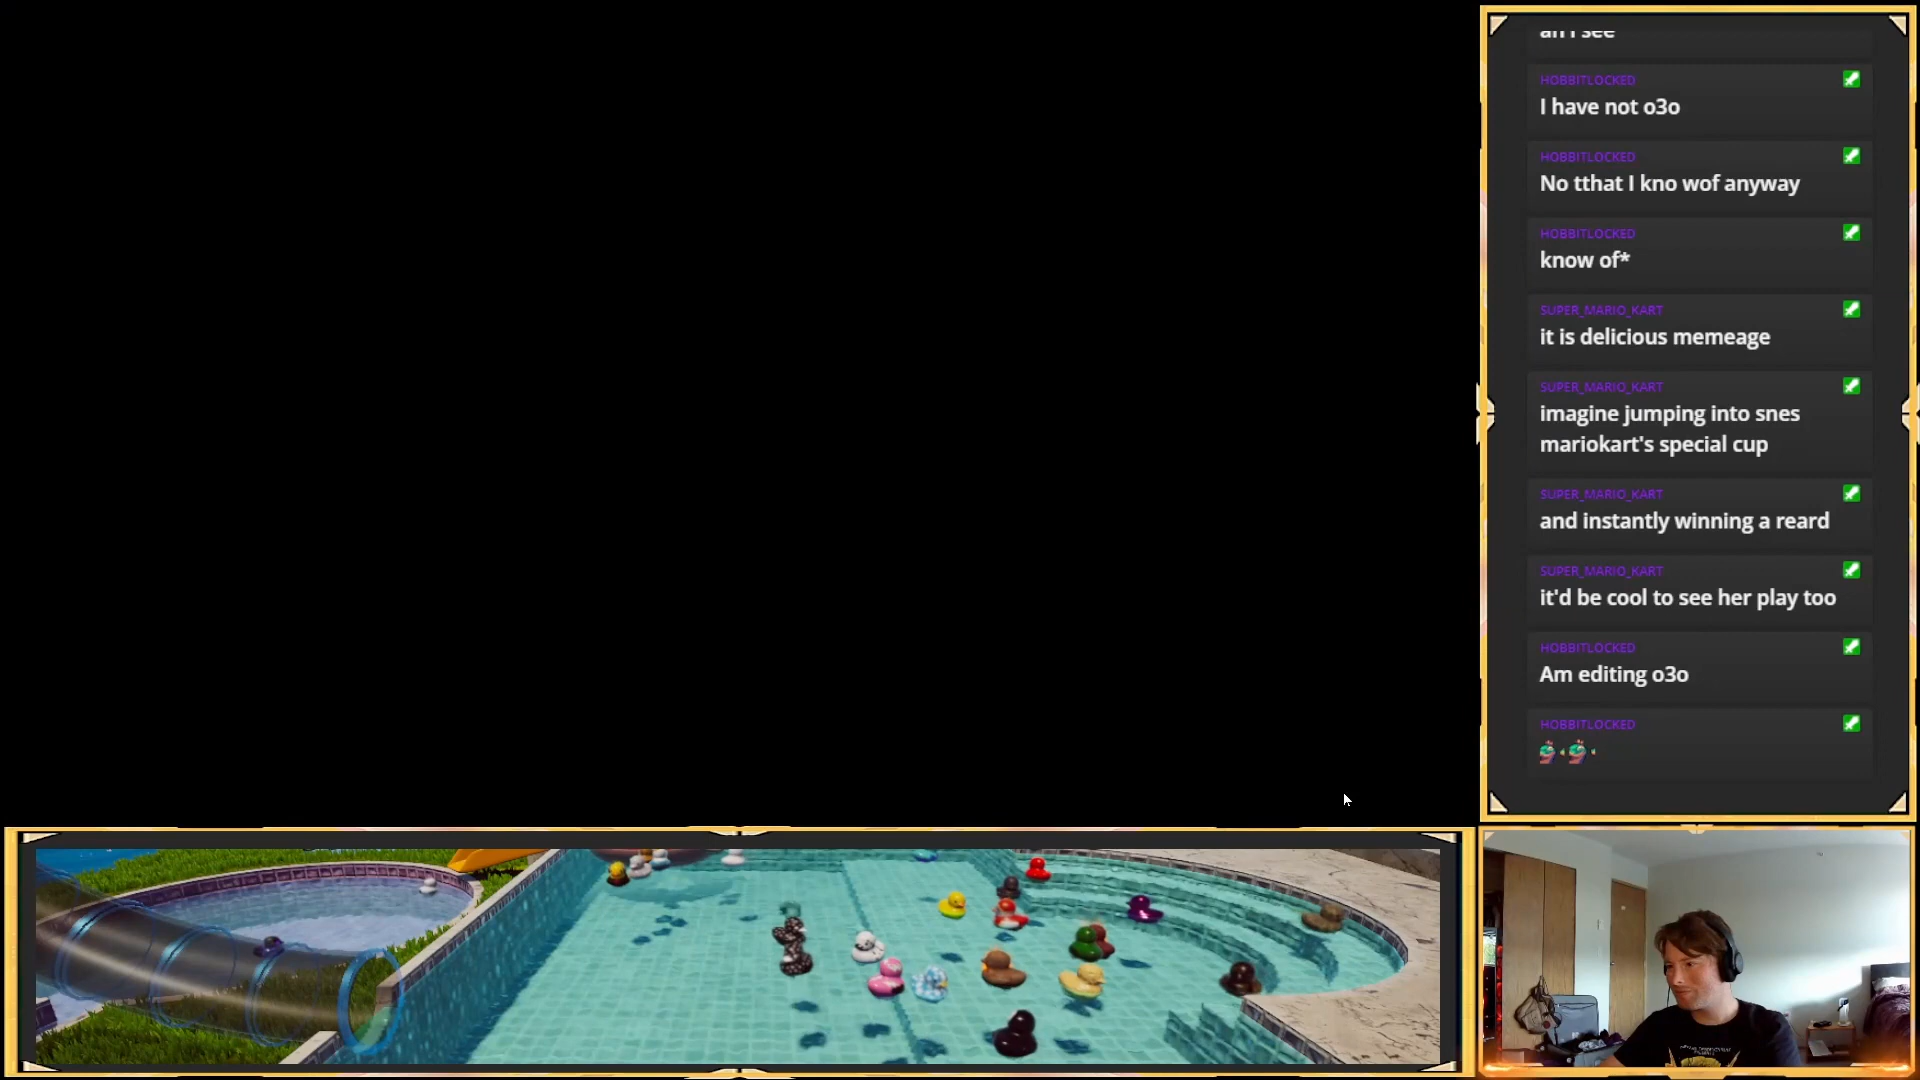 ah I see
HOBBITLOCKED
I have not o3o
HOBBITLOCKED
No tthat I kno wof anyway
HOBBITLOCKED
know of*
SUPER_MARIO_KART
it is delicious memeage
SUPER_MARIO_KART
imagine jumping into snes
mariokart's special cup
SUPER_MARIO_KART
and instantly winning a reard
SUPER_MARIO_KART
it'd be cool to see her play too
HOBBITLOCKED
Am editing o3o
HOBBITLOCKED